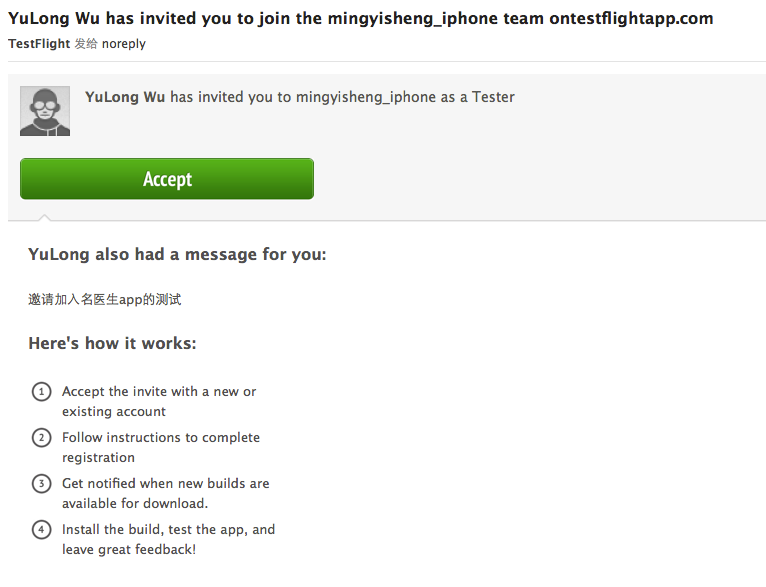 YuLong Wu has invited you to join the mingyisheng_iphone team ontestflightapp.com
TestFlight 发给 noreply
YuLong Wu has invited you to mingyisheng_iphone as a Tester
Accept
YuLong also had a message for you:
邀请加入名医生app的测试
Here's how it works:
1 Accept the invite with a new or
existing account
2 Follow instructions to complete
registration
3 Get notified when new builds are
available for download.
4 Install the build, test the app, and
leave great feedback!